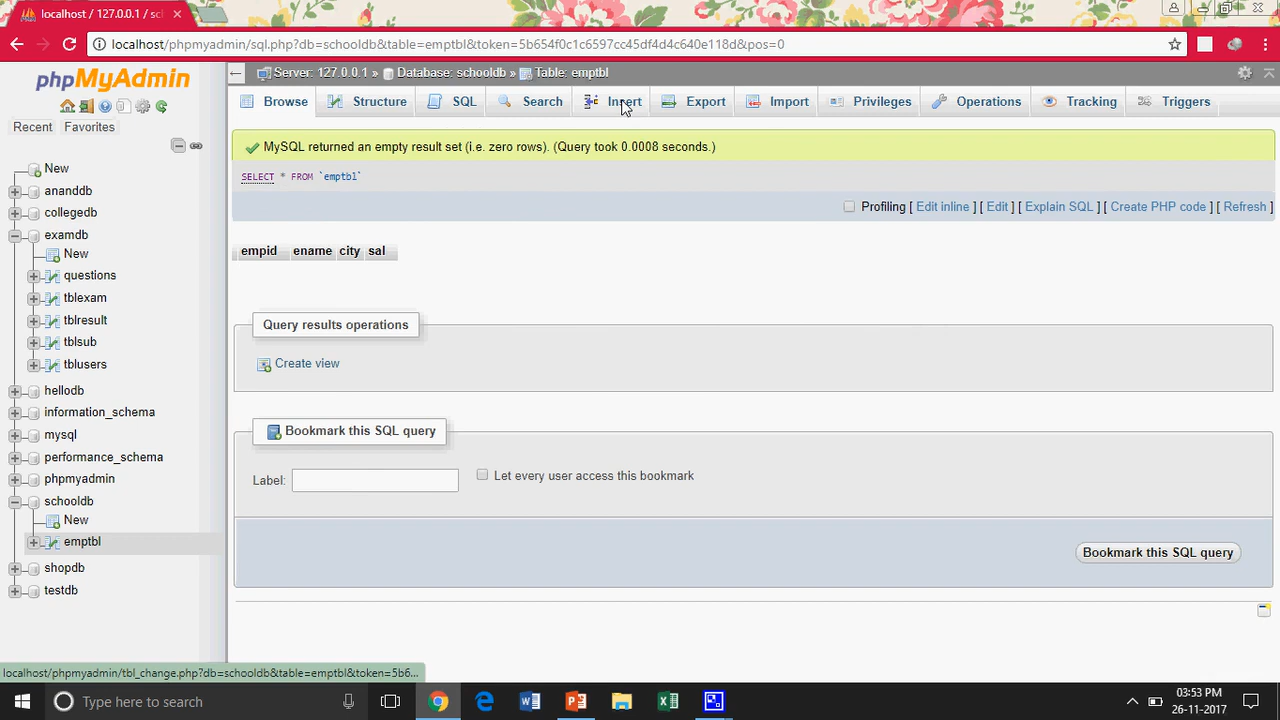 localhost / 127.0.0.1 / sc
localhost/phpmyadmin/sql.php?db=schooldb&table=emptbl&token=5b654f0c1c6597cc45df4d4c640e118d&pos=0
phpMyAdmin
Recent Favorites
New
ananddb
collegedb
examdb
New
questions
tblexam
tblresult
tblsub
tblusers
hellodb
information_schema
mysql
performance_schema
phpmyadmin
schooldb
New
emptbl
shopdb
testdb
Server: 127.0.0.1 » Database: schooldb » Table: emptbl
Browse Structure SQL Search Insert Export Import Privileges Operations Tracking Triggers
MySQL returned an empty result set (i.e. zero rows). (Query took 0.0008 seconds.)
SELECT * FROM `emptbl`
Profiling [ Edit inline ] [ Edit ] [ Explain SQL ] [ Create PHP code ] [ Refresh ]
empid ename city sal
Query results operations
Create view
Bookmark this SQL query
Label: Let every user access this bookmark
Bookmark this SQL query
localhost/phpmyadmin/tbl_change.php?db=schooldb&table=emptbl&token=5b6...
Type here to search
03:53 PM
26-11-2017